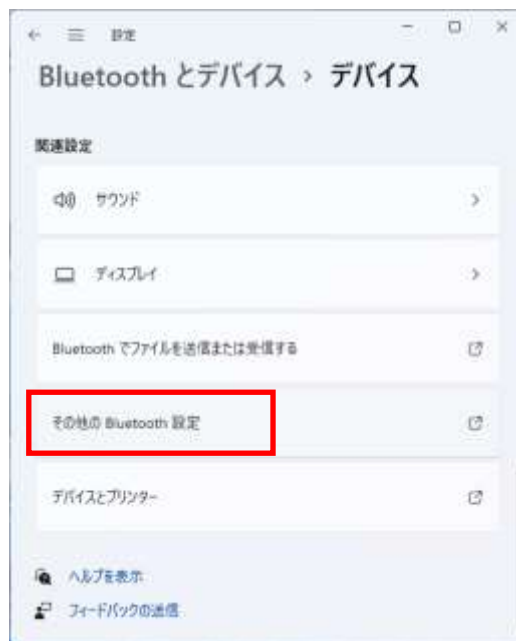 設定
Bluetooth とデバイス › デバイス
関連設定
サウンド
ディスプレイ
Bluetooth でファイルを送信または受信する
その他の Bluetooth 設定
デバイスとプリンター
ヘルプを表示
フィードバックの送信